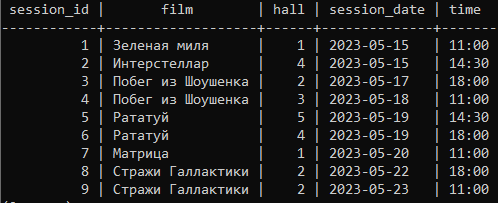 session_id | film | hall | session_date | time
1 | Зеленая миля | 1 | 2023-05-15 | 11:00
2 | Интерстеллар | 4 | 2023-05-15 | 14:30
3 | Побег из Шоушенка | 2 | 2023-05-17 | 18:00
4 | Побег из Шоушенка | 3 | 2023-05-18 | 11:00
5 | Рататуй | 5 | 2023-05-19 | 14:30
6 | Рататуй | 4 | 2023-05-19 | 18:00
7 | Матрица | 1 | 2023-05-20 | 11:00
8 | Стражи Галлактики | 2 | 2023-05-22 | 18:00
9 | Стражи Галлактики | 2 | 2023-05-23 | 11:00